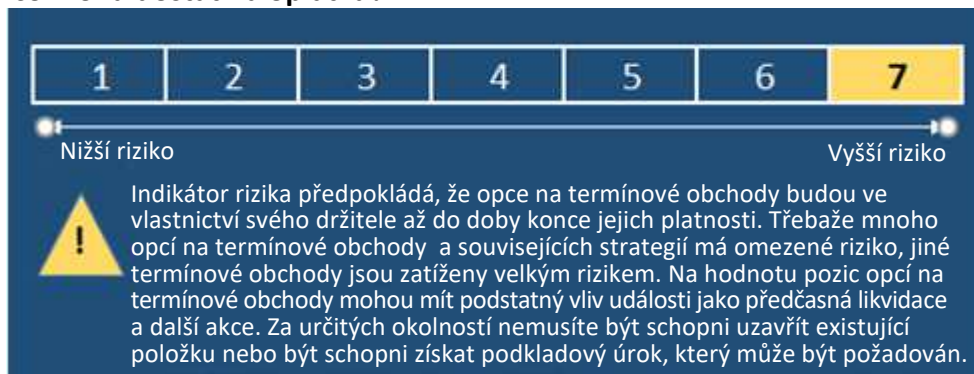 1 2 3 4 5 6 7
Nižší riziko Vyšší riziko
Indikátor rizika předpokládá, že opce na termínové obchody budou ve
vlastnictví svého držitele až do doby konce jejich platnosti. Třebaže mnoho
opcí na termínové obchody a souvisejících strategií má omezené riziko, jiné
termínové obchody jsou zatíženy velkým rizikem. Na hodnotu pozic opcí na
termínové obchody mohou mít podstatný vliv události jako předčasná likvidace
a další akce. Za určitých okolností nemusíte být schopni uzavřít existující
položku nebo být schopni získat podkladový úrok, který může být požadován.
!